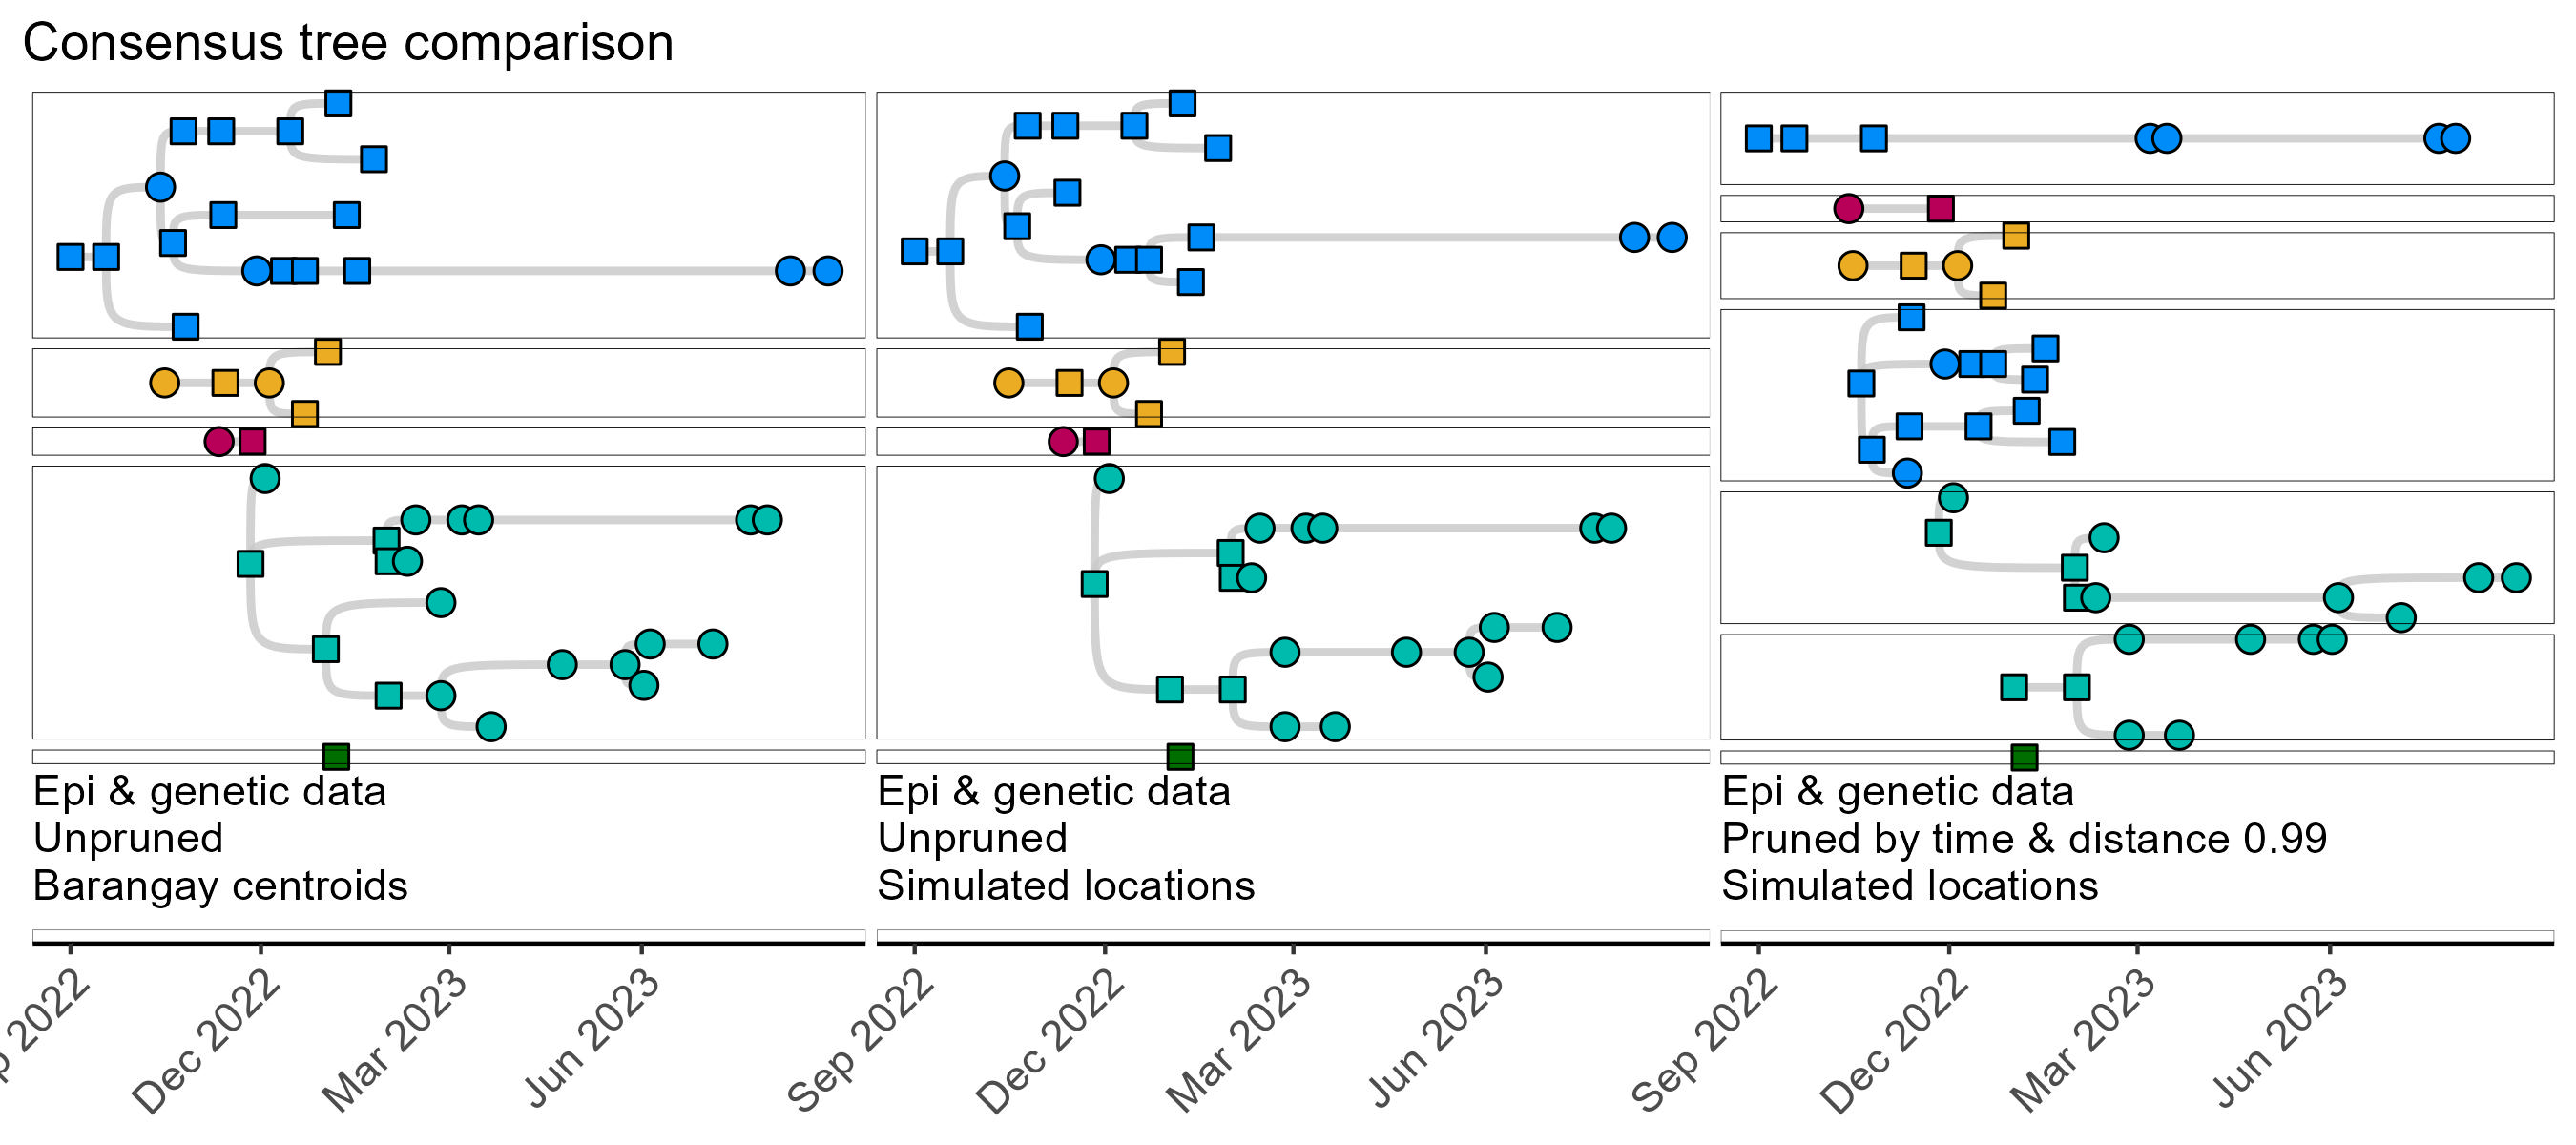 Consensus tree comparison
Epi & genetic data
Unpruned
Barangay centroids
Epi & genetic data
Unpruned
Simulated locations
Epi & genetic data
Pruned by time & distance 0.99
Simulated locations
p 2022
Dec 2022
Mar 2023
Jun 2023
Sep 2022
Dec 2022
Mar 2023
Jun 2023
Sep 2022
Dec 2022
Mar 2023
Jun 2023